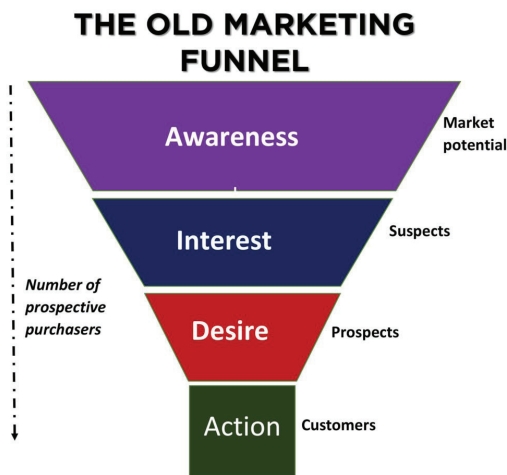 THE OLD MARKETING
FUNNEL
Awareness
Market
potential
Interest
Suspects
Number of
prospective
purchasers
Desire
Prospects
Action
Customers